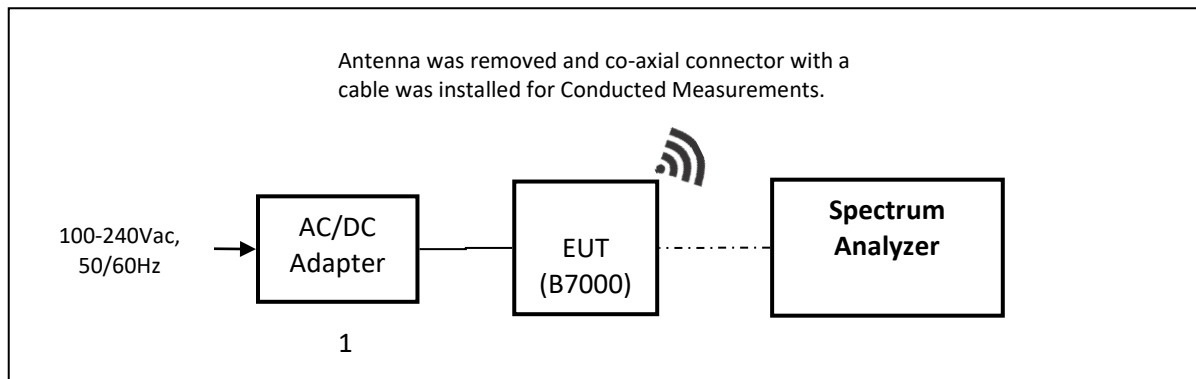 Antenna was removed and co-axial connector with a
cable was installed for Conducted Measurements.
100-240Vac,
50/60Hz
AC/DC
Adapter
1
EUT
(B7000)
Spectrum
Analyzer